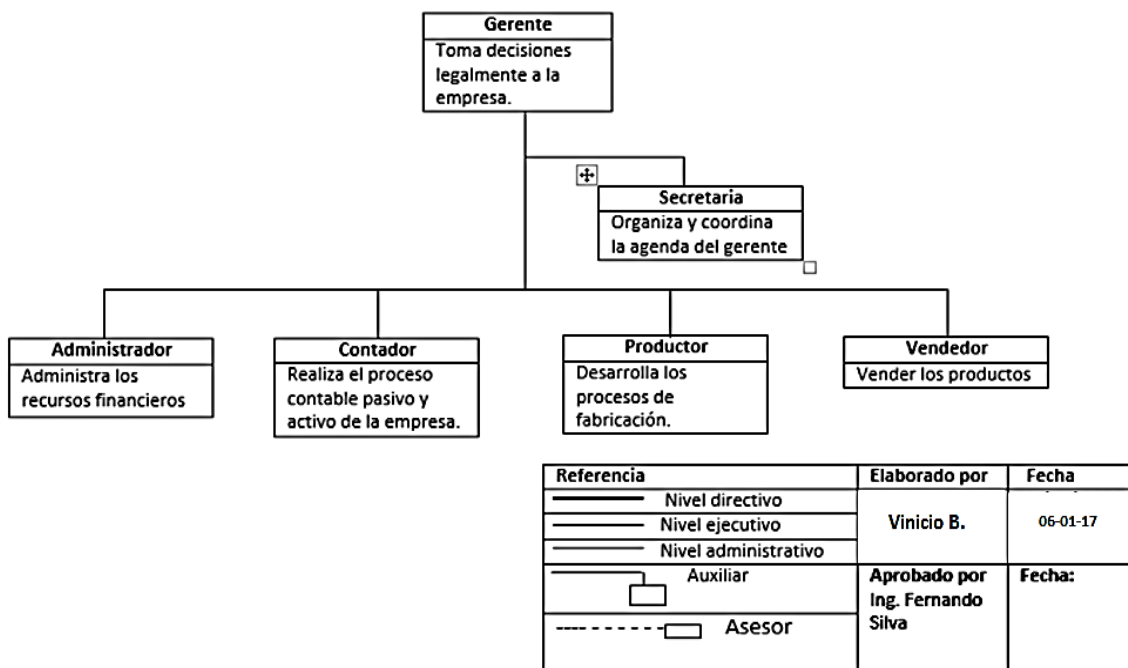 Gerente
Toma decisiones
legalmente a la
empresa.
Secretaria
Organiza y coordina
la agenda del gerente
Administrador
Administra los
recursos financieros
Contador
Realiza el proceso
contable pasivo y
activo de la empresa.
Productor
Desarrolla los
procesos de
fabricación.
Vendedor
Vender los productos
Referencia
Nivel directivo
Nivel ejecutivo
Nivel administrativo
Auxiliar
Asesor
Elaborado por
Vinicio B.
Fecha
06-01-17
Aprobado por
Ing. Fernando
Silva
Fecha: